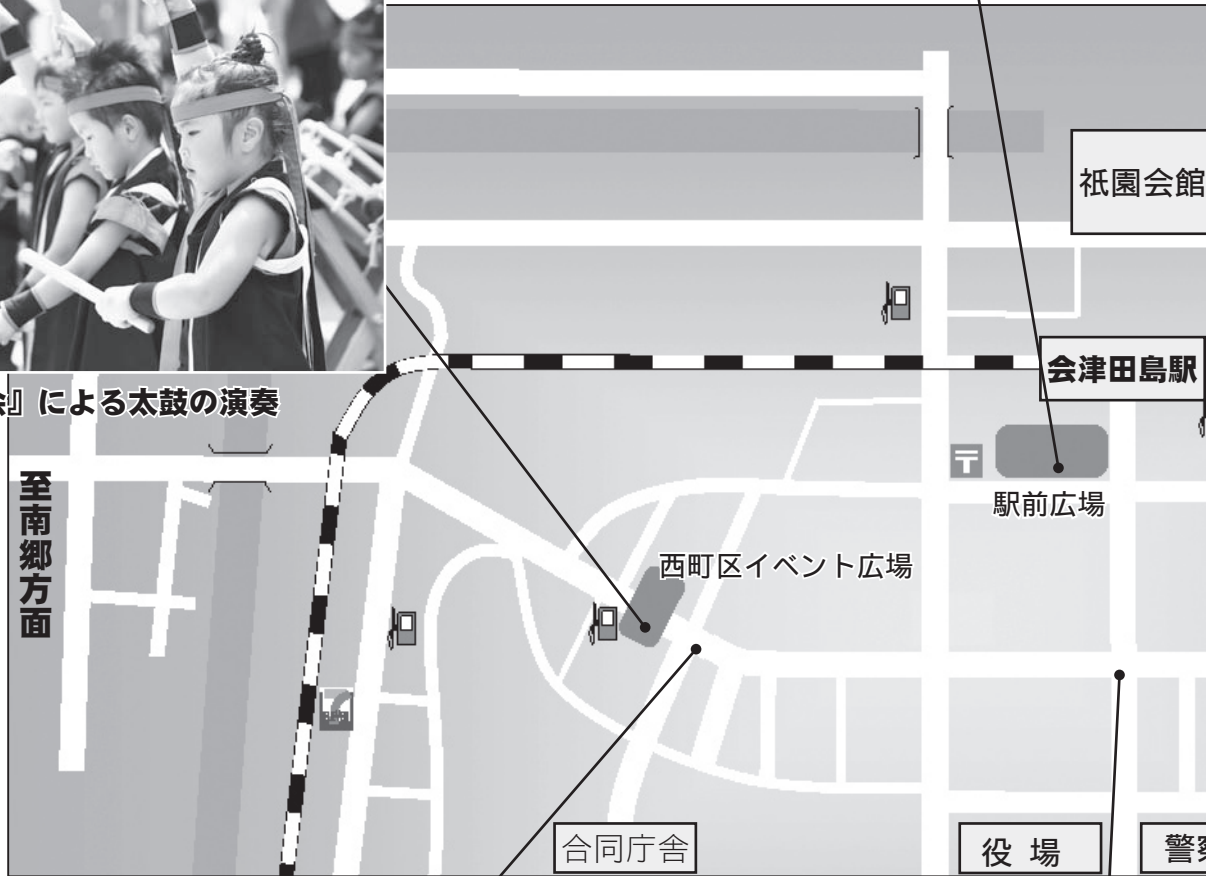 祇園会館
会津田島駅
』による太鼓の演奏
〒
駅前広場
至南郷方面
西町区イベント広場
合同庁舎
役場
警